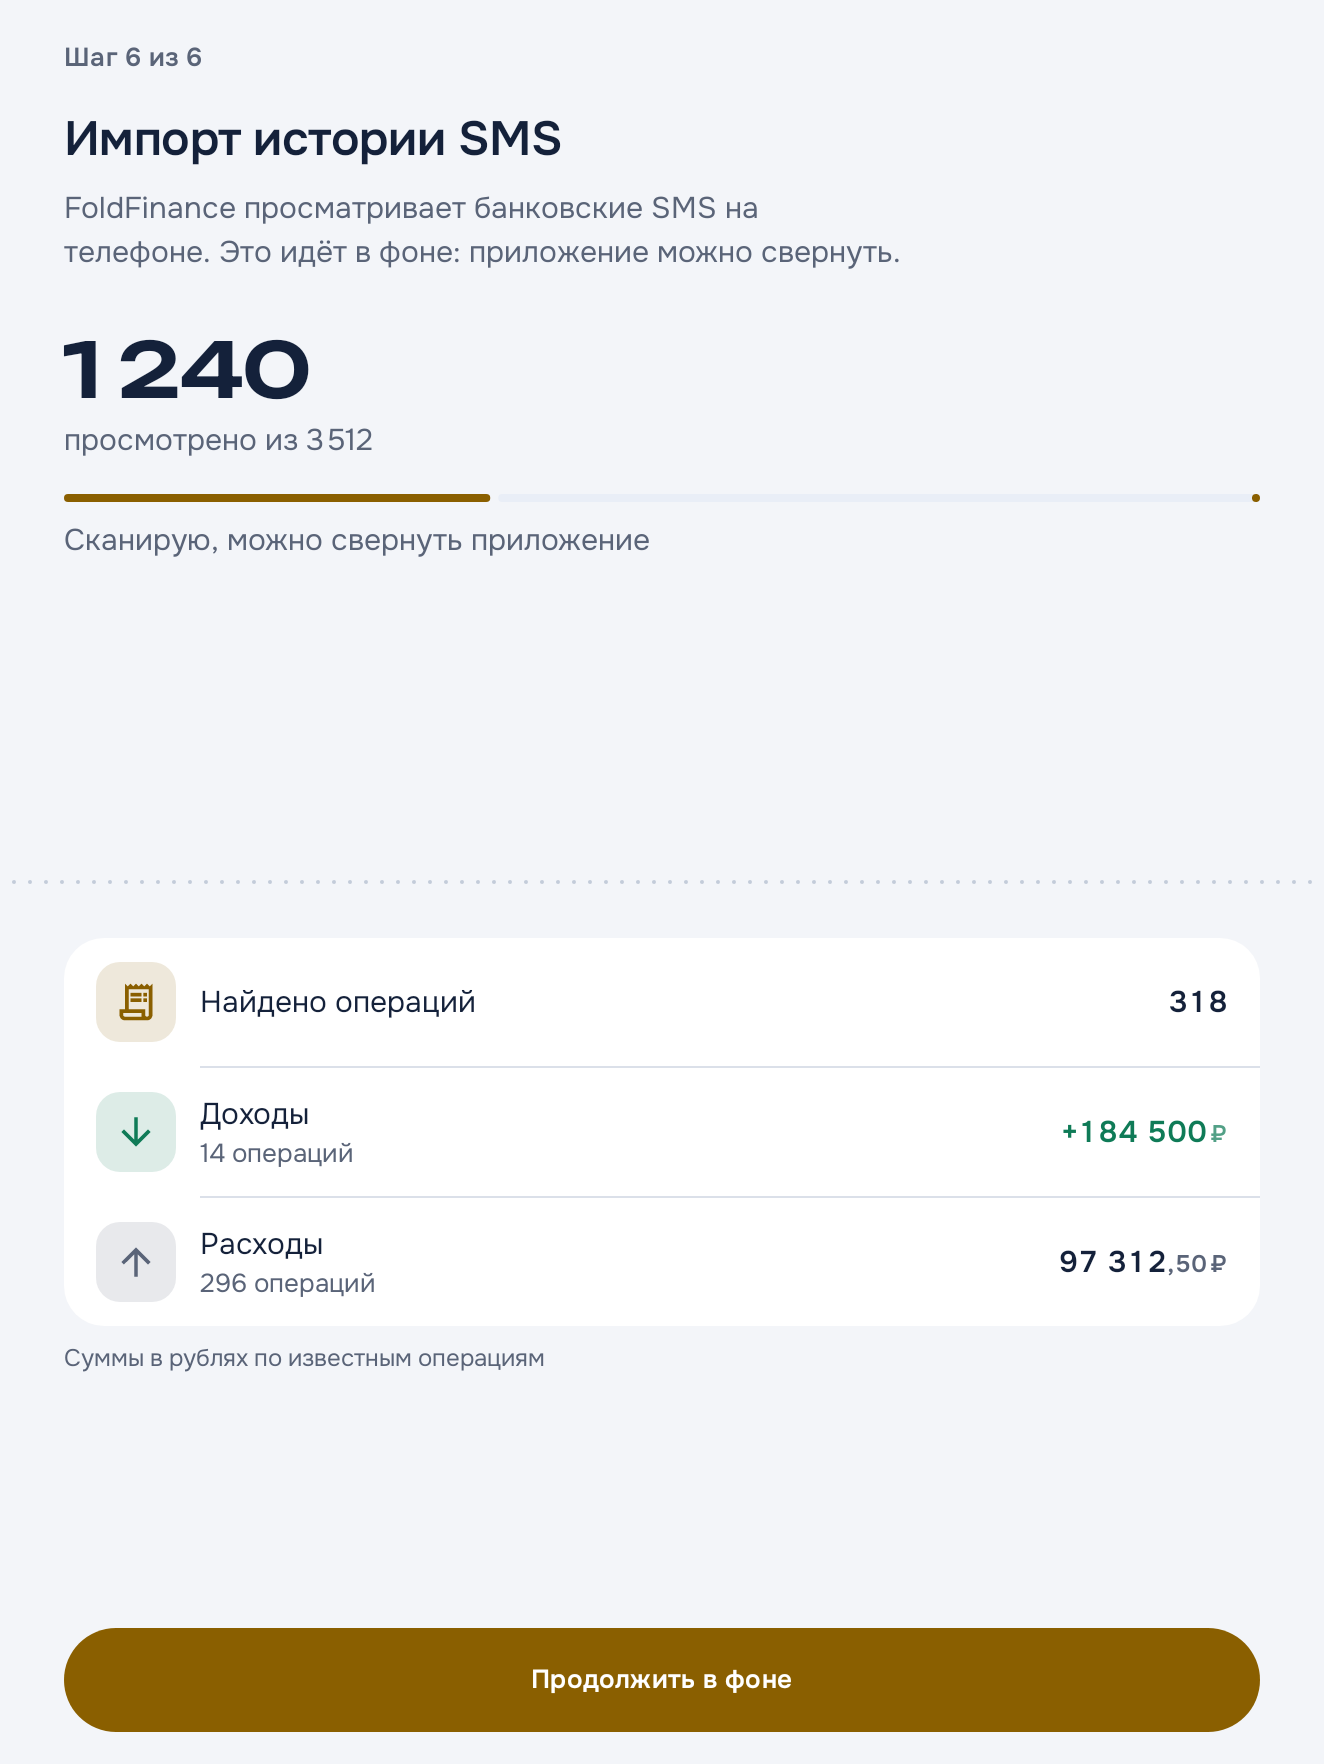 Шаг 6 из 6
Импорт истории SMS
FoldFinance просматривает банковские SMS на
телефоне. Это идёт в фоне: приложение можно свернуть.
1 240
просмотрено из 3 512
Сканирую, можно свернуть приложение
Найдено операций 318
Доходы +184 500 ₽
14 операций
Расходы 97 312,50 ₽
296 операций
Суммы в рублях по известным операциям
Продолжить в фоне